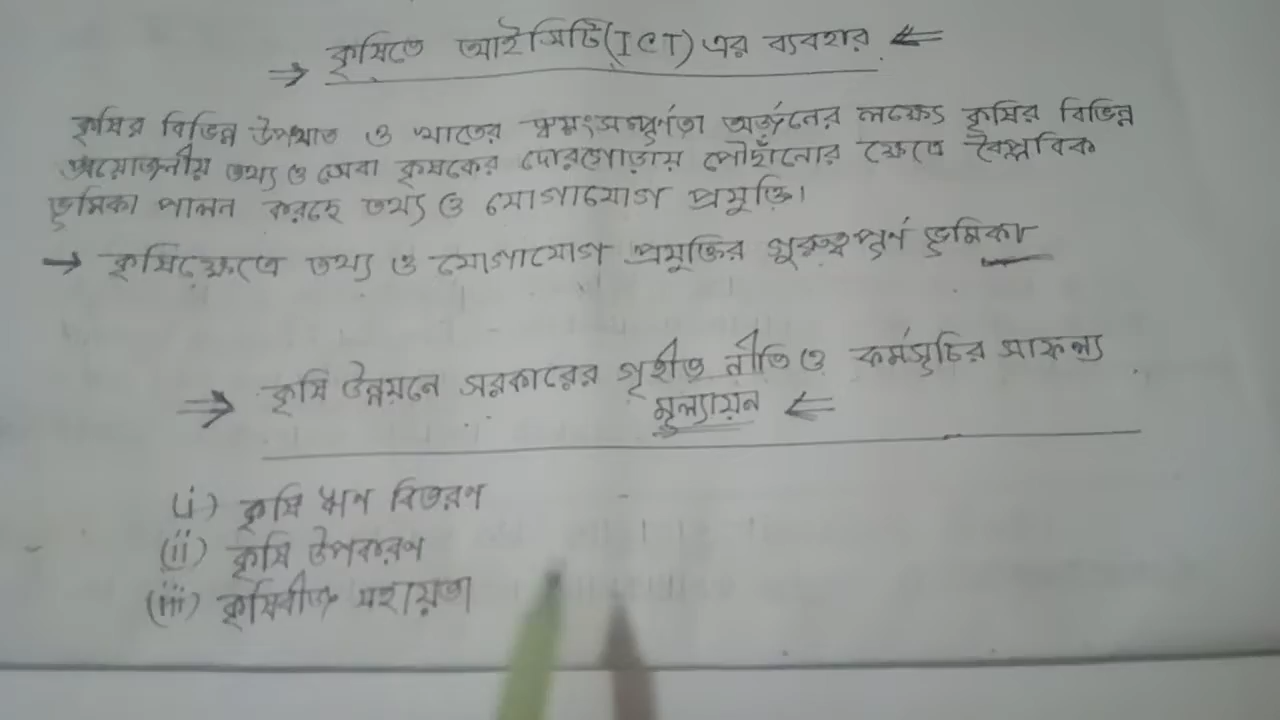 কৃষিতে আইসিটি(ICT) এর ব্যবহার
কৃষির বিভিন্ন উপখাত ও খাতের স্বয়ংসম্পূর্ণতা অর্জনের লক্ষ্যে কৃষির বিভিন্ন
প্রয়োজনীয় তথ্য ও সেবা কৃষকের দোরগোড়ায় পৌছাঁনোর ক্ষেত্রে বৈপ্লবিক
ভূমিকা পালন করছে তথ্য ও যোগাযোগ প্রযুক্তি।
→ কৃষিক্ষেত্রে তথ্য ও যোগাযোগ প্রযুক্তির গুরুত্বপূর্ণ ভূমিকা
কৃষি উন্নয়নে সরকারের গৃহীত নীতি ও কর্মসূচির সাফল্য
মূল্যায়ন
(i) কৃষি ঋণ বিতরণ
(ii) কৃষি উপকরণ
(iii) কৃষিবীজ সহায়তা